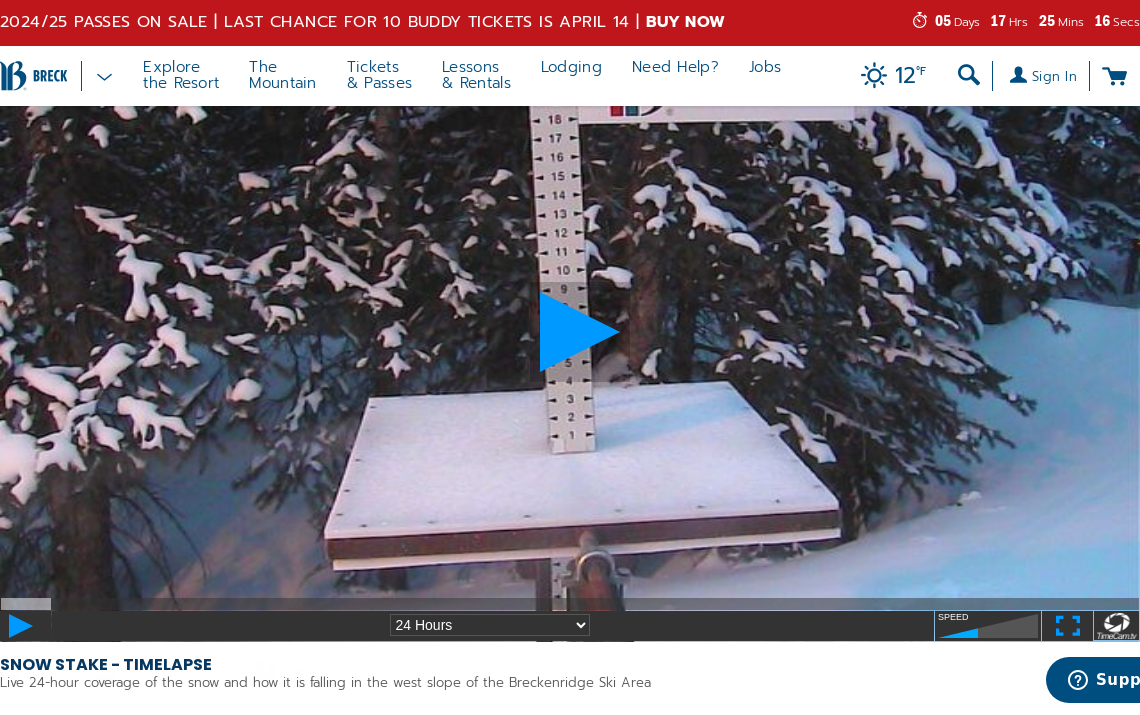 2024/25 PASSES ON SALE | LAST CHANCE FOR 10 BUDDY TICKETS IS APRIL 14 | BUY NOW
05 Days 17 Hrs 25 Mins 16 Secs
BRECK
Explore
the Resort
The
Mountain
Tickets
& Passes
Lessons
& Rentals
Lodging
Need Help?
Jobs
12°F
Sign In
18
17
16
15
14
13
12
11
10
9
5
4
3
2
1
24 Hours
SPEED
TimeCam.tv
SNOW STAKE - TIMELAPSE
Live 24-hour coverage of the snow and how it is falling in the west slope of the Breckenridge Ski Area
Supp